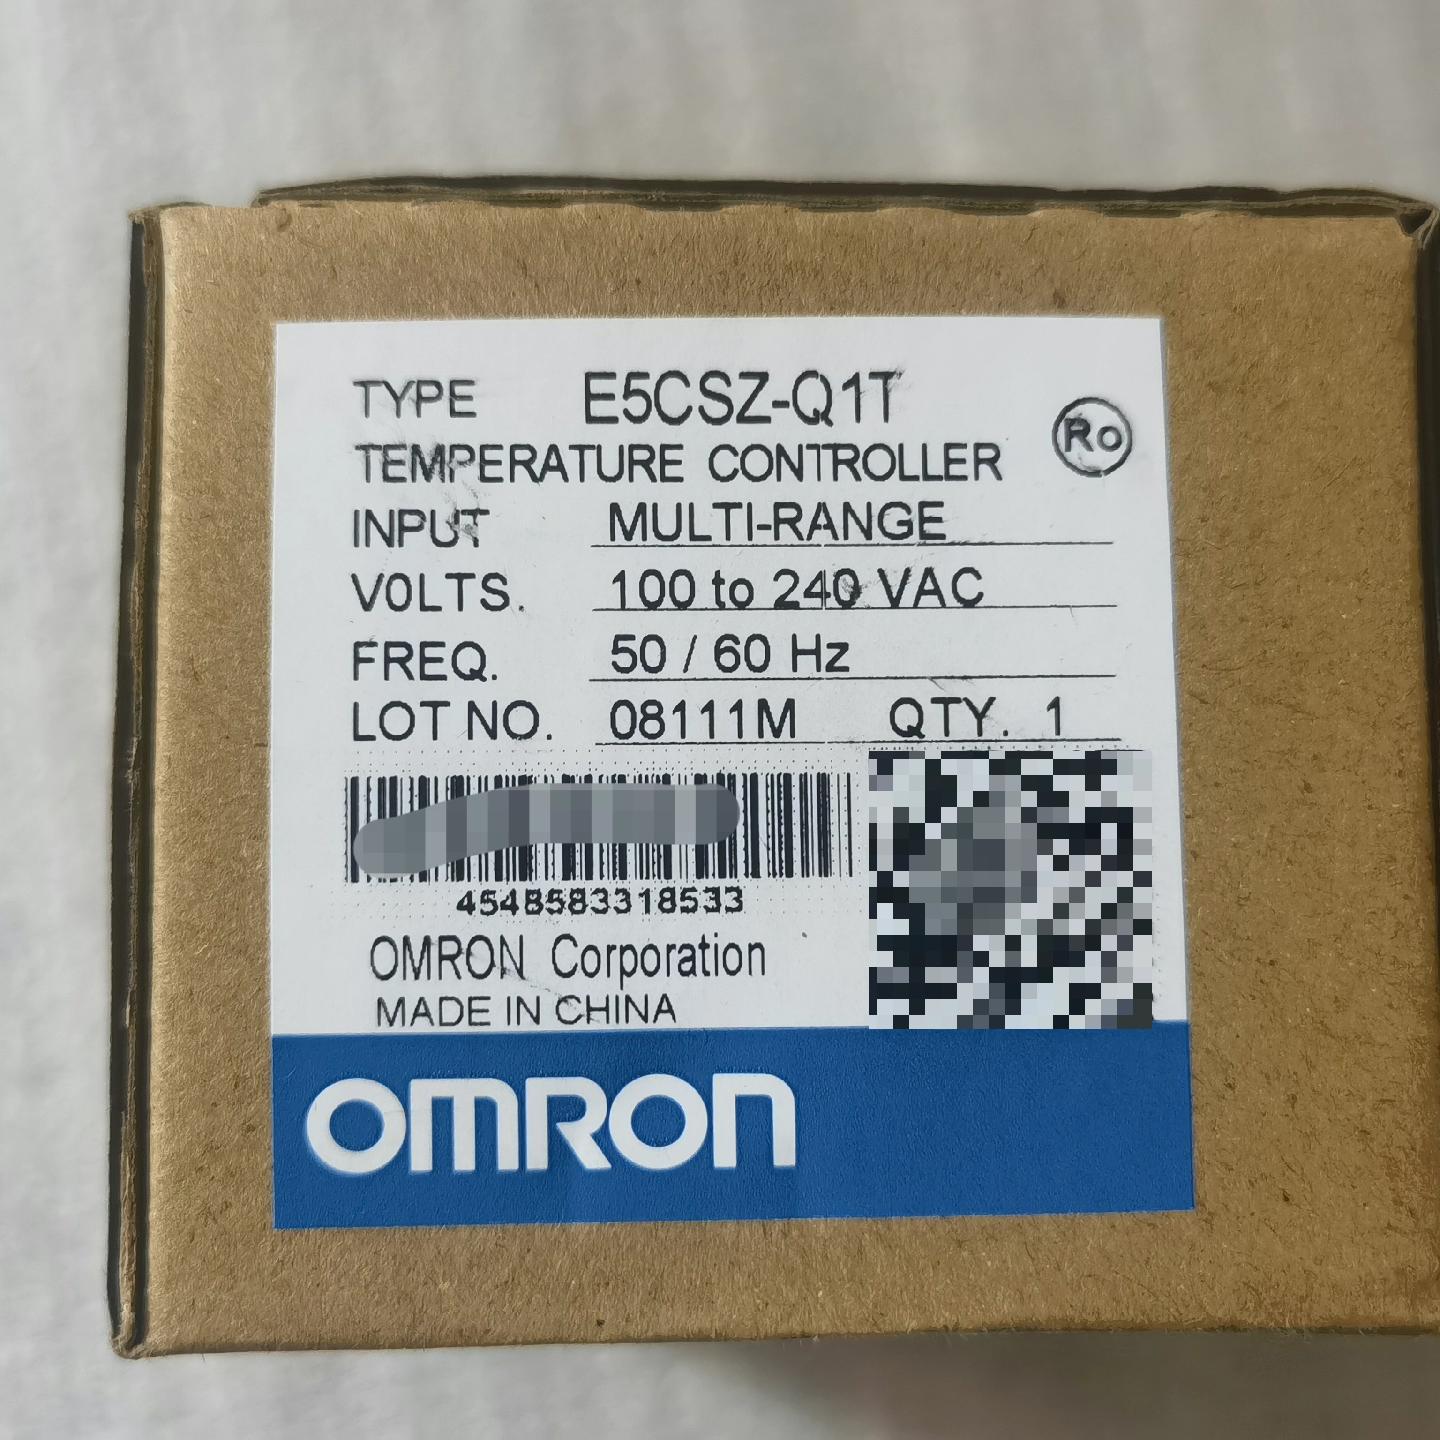 TYPE E5CSZ-Q1T
Ro
TEMPERATURE CONTROLLER
INPUT MULTI-RANGE
VOLTS. 100 to 240 VAC
FREQ. 50 / 60 Hz
LOT NO. 08111M QTY. 1
4548583318533
OMRON Corporation
MADE IN CHINA
OMRON